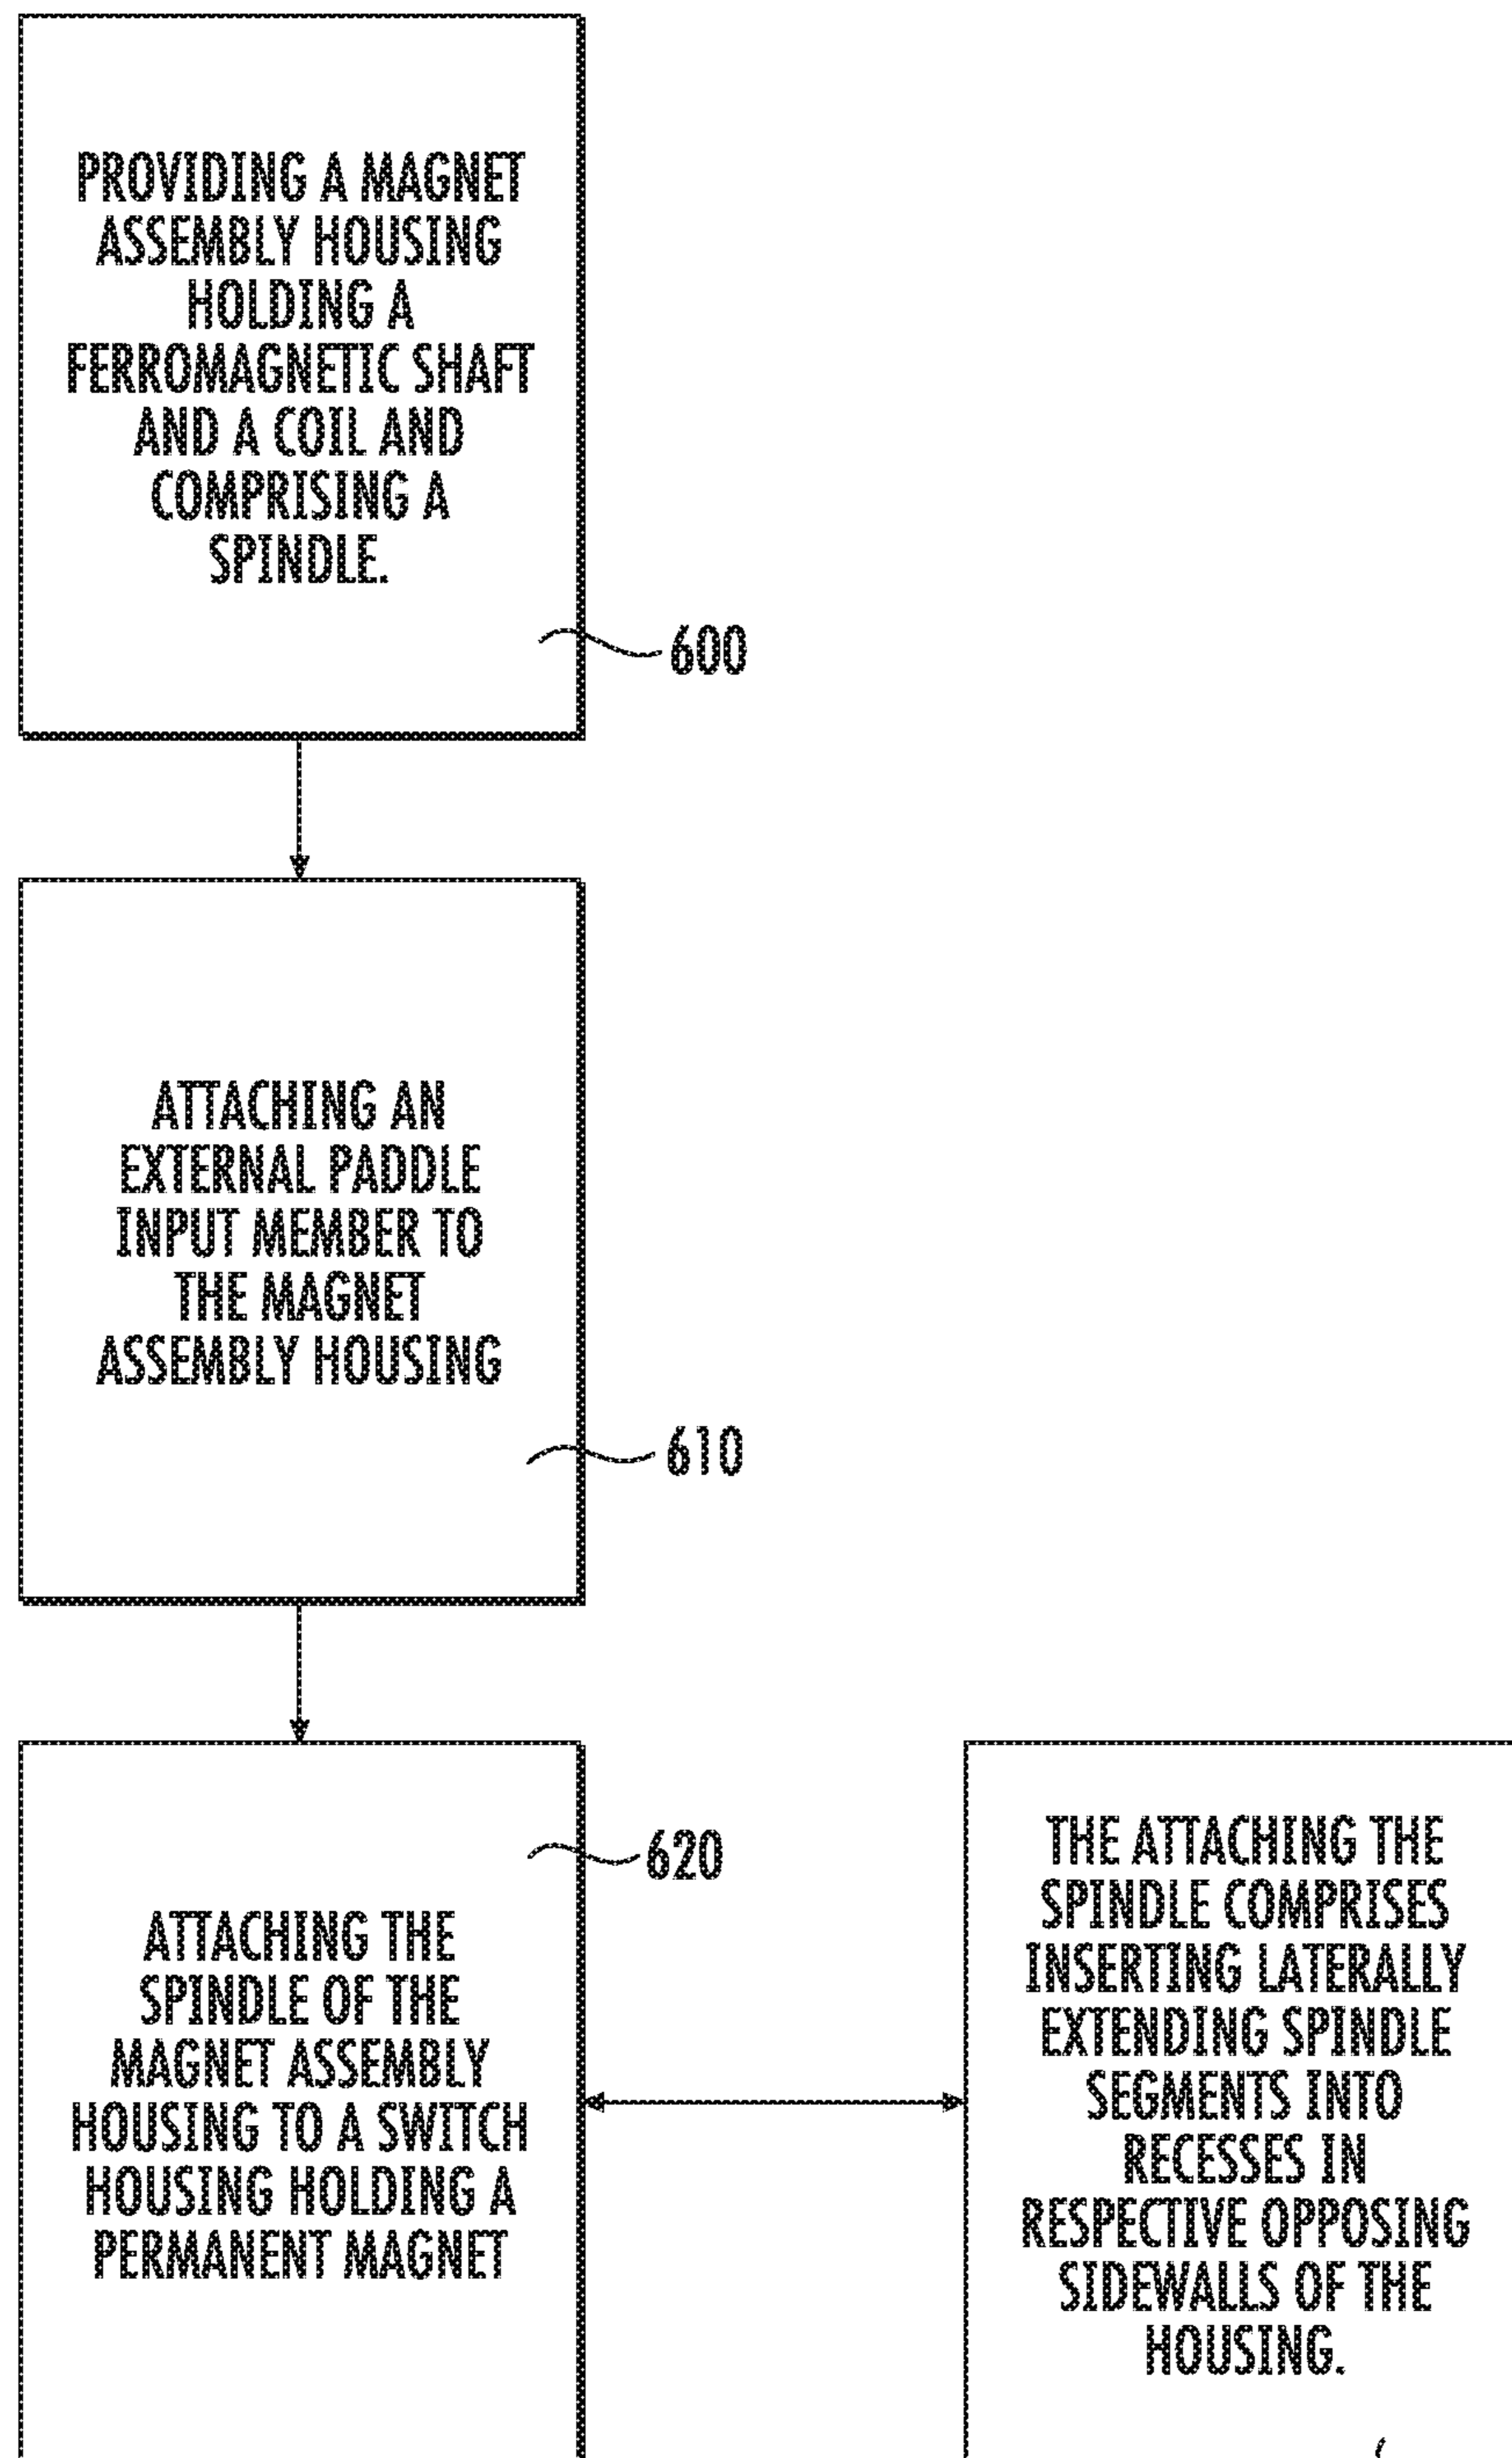 PROVIDING A MAGNET
ASSEMBLY HOUSING
HOLDING A
FERROMAGNETIC SHAFT
AND A COIL AND
COMPRISING A
SPINDLE.
600
ATTACHING AN
EXTERNAL PADDLE
INPUT MEMBER TO
THE MAGNET
ASSEMBLY HOUSING
610
620
ATTACHING THE
SPINDLE OF THE
MAGNET ASSEMBLY
HOUSING TO A SWITCH
HOUSING HOLDING A
PERMANENT MAGNET
THE ATTACHING THE
SPINDLE COMPRISES
INSERTING LATERALLY
EXTENDING SPINDLE
SEGMENTS INTO
RECESSES IN
RESPECTIVE OPPOSING
SIDEWALLS OF THE
HOUSING.